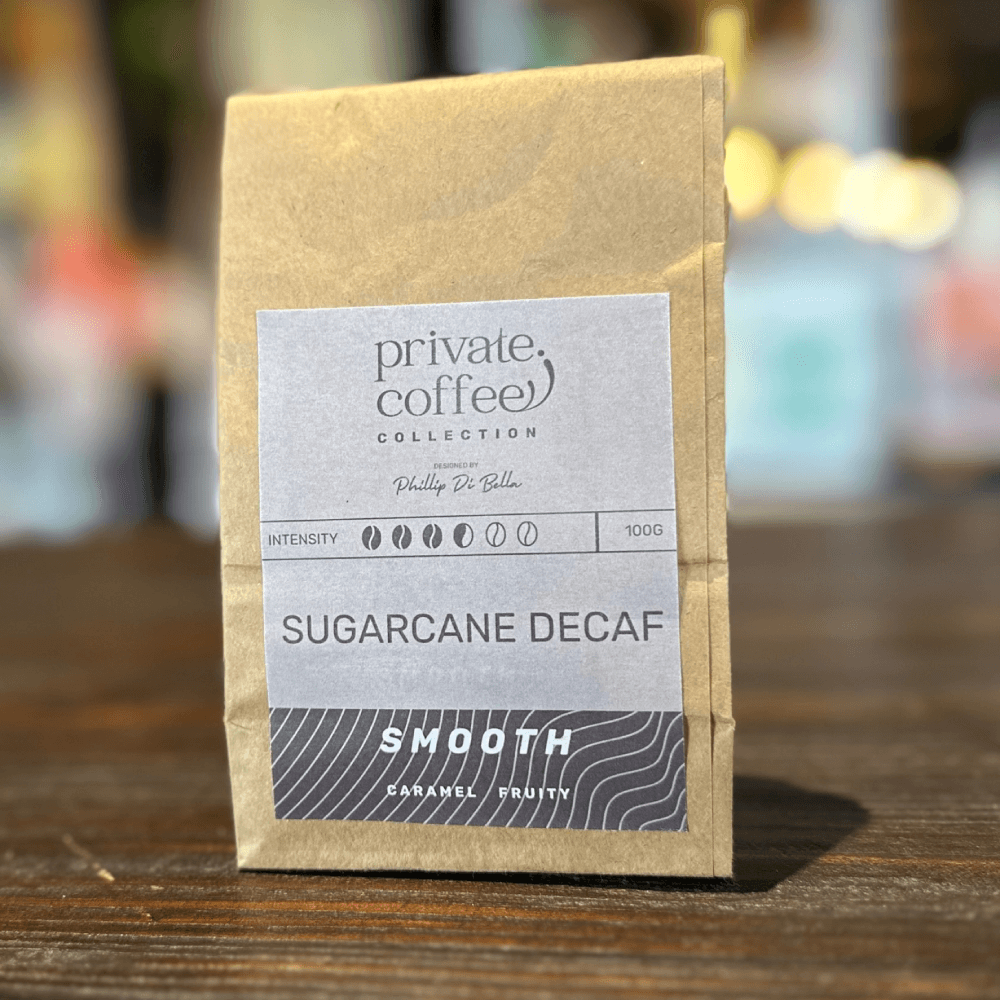 private.
coffee
COLLECTION
DESIGNED BY
Phillip Di Bella
INTENSITY 100G
SUGARCANE DECAF
SMOOTH
CARAMEL FRUITY